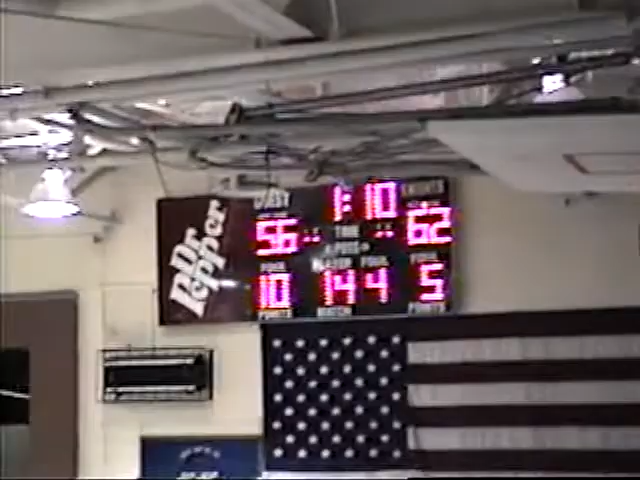 Dr Pepper
GUEST 1:10 KNIGHTS
56 TIME 62
FOUL PLAYER FOUL FOUL
10 14 4 5